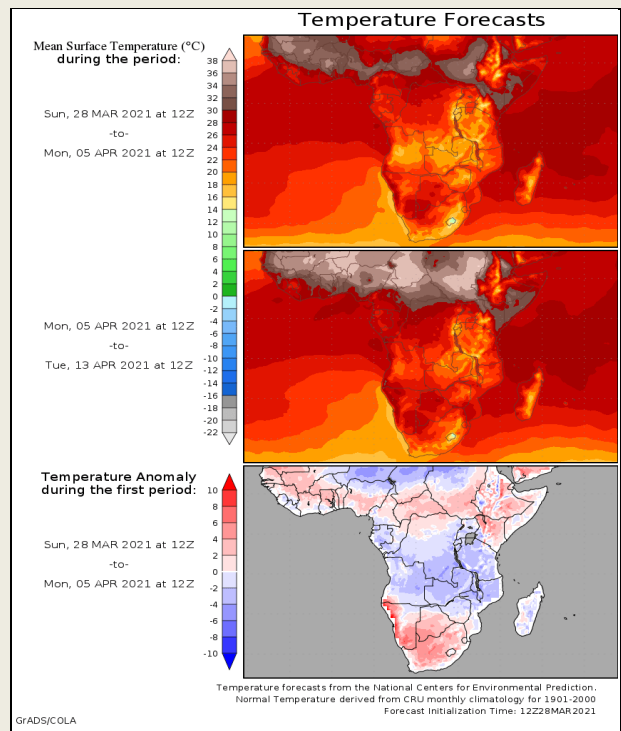 Temperature Forecasts
Mean Surface Temperature (°C)
during the period:
Sun, 28 MAR 2021 at 12Z
-to-
Mon, 05 APR 2021 at 12Z
38
36
34
32
30
28
26
24
22
20
18
16
14
12
10
8
6
4
2
0
-2
-4
-6
-8
-10
-12
-14
-16
-18
-20
-22
Mon, 05 APR 2021 at 12Z
-to-
Tue, 13 APR 2021 at 12Z
Temperature Anomaly
during the first period:
Sun, 28 MAR 2021 at 12Z
-to-
Mon, 05 APR 2021 at 12Z
10
8
6
4
2
0
-2
-4
-6
-8
-10
Temperature forecasts from the National Centers for Environmental Prediction.
Normal Temperature derived from CRU monthly climatology for 1901-2000
Forecast Initialization Time: 12Z28MAR2021
GrADS/COLA